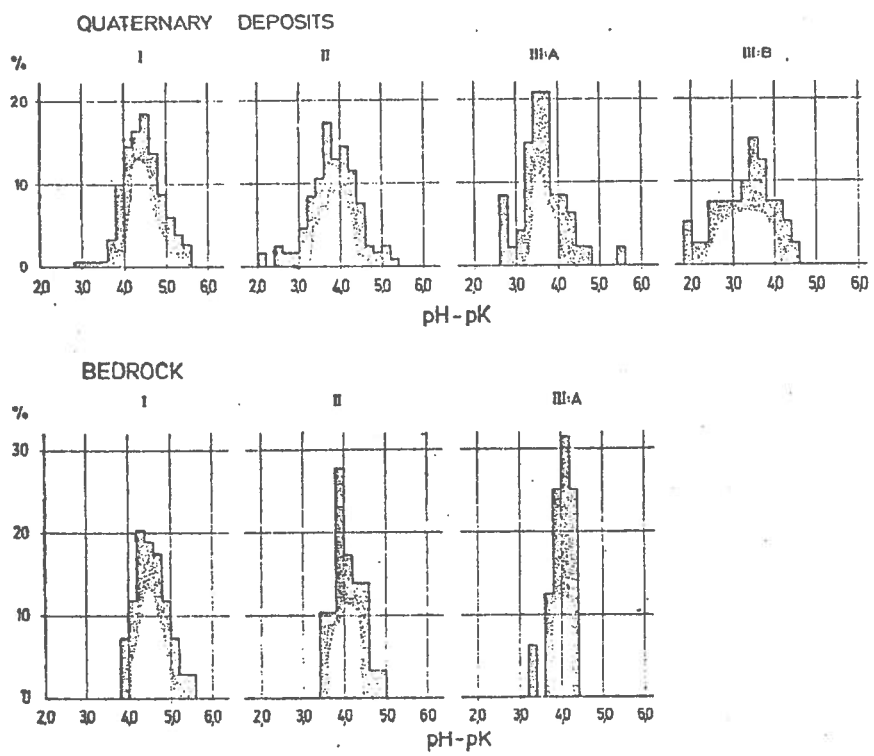 QUATERNARY DEPOSITS
I II III:A III:B
%
20
10
0
2,0 3,0 4,0 5,0 6,0 2,0 3,0 4,0 5,0 6,0 2,0 3,0 4,0 5,0 6,0 2,0 3,0 4,0 5,0 6,0
pH-pK
BEDROCK
I II III:A
%
30
20
10
0
2,0 3,0 4,0 5,0 6,0 2,0 3,0 4,0 5,0 6,0 2,0 3,0 4,0 5,0 6,0
pH-pK